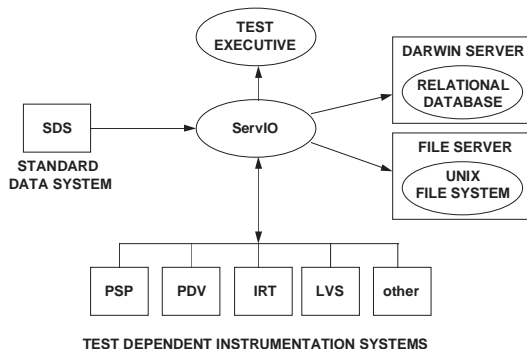 TEST
EXECUTIVE
DARWIN SERVER
RELATIONAL
DATABASE
SDS
ServIO
STANDARD
DATA SYSTEM
FILE SERVER
UNIX
FILE SYSTEM
PSP
PDV
IRT
LVS
other
TEST DEPENDENT INSTRUMENTATION SYSTEMS